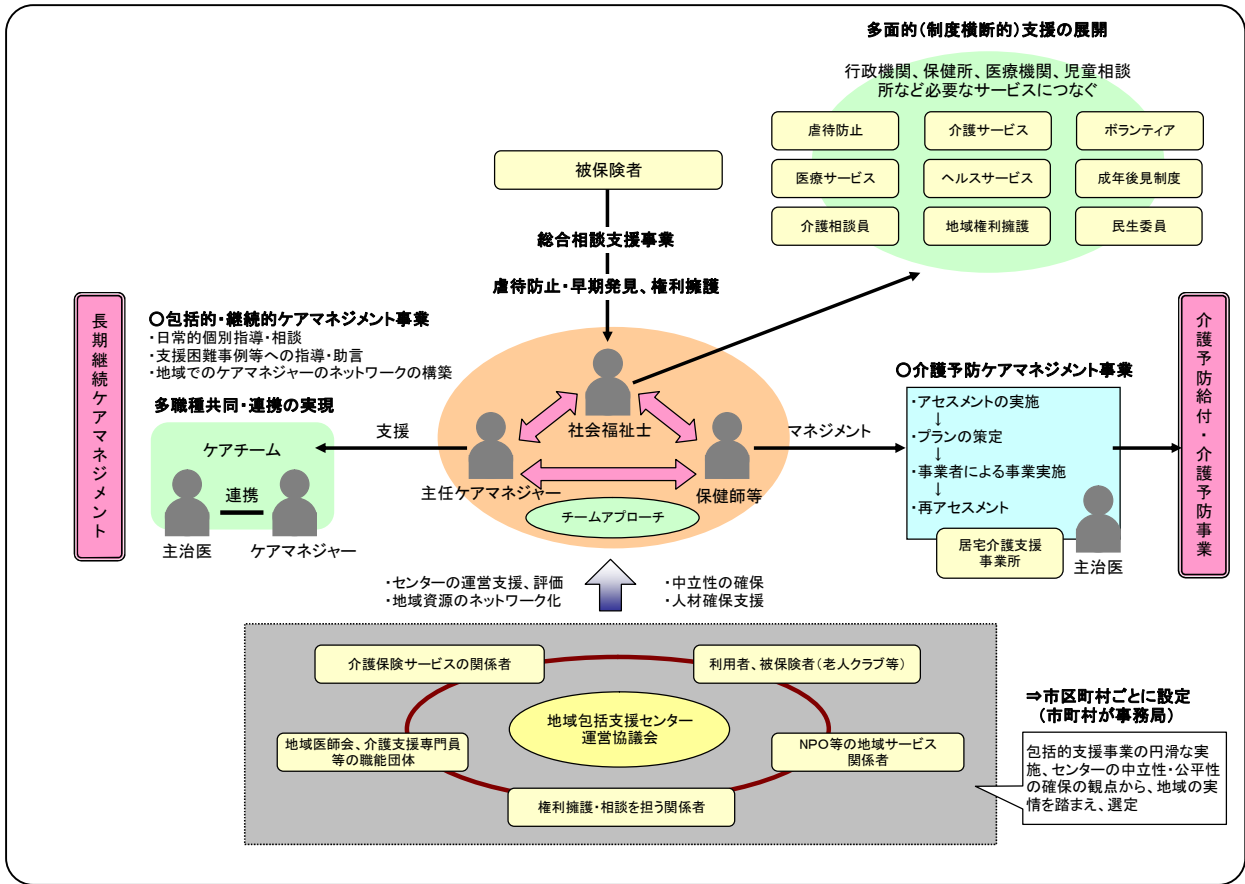 多面的(制度横断的)支援の展開
行政機関、保健所、医療機関、児童相談
所など必要なサービスにつなぐ
虐待防止
介護サービス
ボランティア
医療サービス
ヘルスサービス
成年後見制度
介護相談員
地域権利擁護
民生委員
被保険者
総合相談支援事業
虐待防止・早期発見、権利擁護
長期継続ケアマネジメント
○包括的・継続的ケアマネジメント事業
・日常的個別指導・相談
・支援困難事例等への指導・助言
・地域でのケアマネジャーのネットワークの構築
多職種共同・連携の実現
ケアチーム
連携
主治医
ケアマネジャー
支援
社会福祉士
主任ケアマネジャー
保健師等
チームアプローチ
マネジメント
○介護予防ケアマネジメント事業
・アセスメントの実施
↓
・プランの策定
↓
・事業者による事業実施
↓
・再アセスメント
居宅介護支援
事業所
主治医
介護予防給付・介護予防事業
・センターの運営支援、評価
・地域資源のネットワーク化
・中立性の確保
・人材確保支援
介護保険サービスの関係者
利用者、被保険者(老人クラブ等)
地域包括支援センター
運営協議会
地域医師会、介護支援専門員
等の職能団体
NPO等の地域サービス
関係者
権利擁護・相談を担う関係者
⇒市区町村ごとに設定
(市町村が事務局)
包括的支援事業の円滑な実
施、センターの中立性・公平性
の確保の観点から、地域の実
情を踏まえ、選定